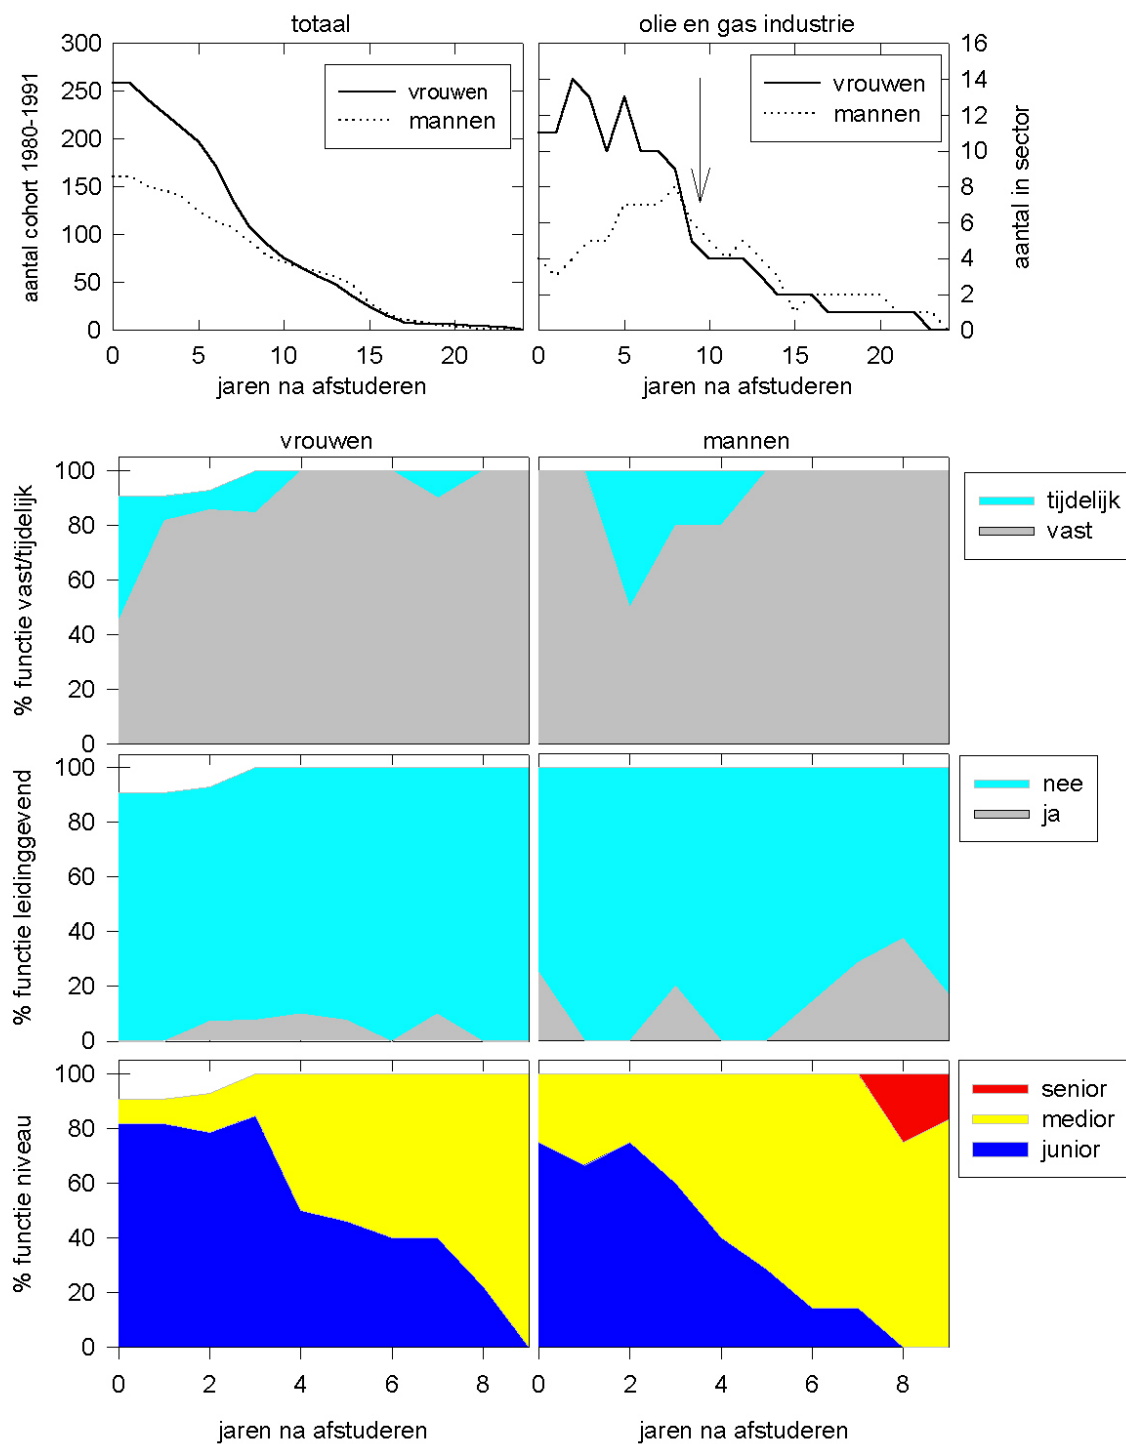 totaal
olie en gas industrie
300
250
200
150
100
50
0
aantal cohort 1980-1991
vrouwen
mannen
0 5 10 15 20
jaren na afstuderen
vrouwen
mannen
16
14
12
10
8
6
4
2
0
aantal in sector
0 5 10 15 20
jaren na afstuderen
vrouwen
mannen
100
80
60
40
20
0
% functie vast/tijdelijk
tijdelijk
vast
100
80
60
40
20
0
% functie leidinggevend
nee
ja
100
80
60
40
20
0
% functie niveau
senior
medior
junior
0 2 4 6 8
0 2 4 6 8
jaren na afstuderen
jaren na afstuderen